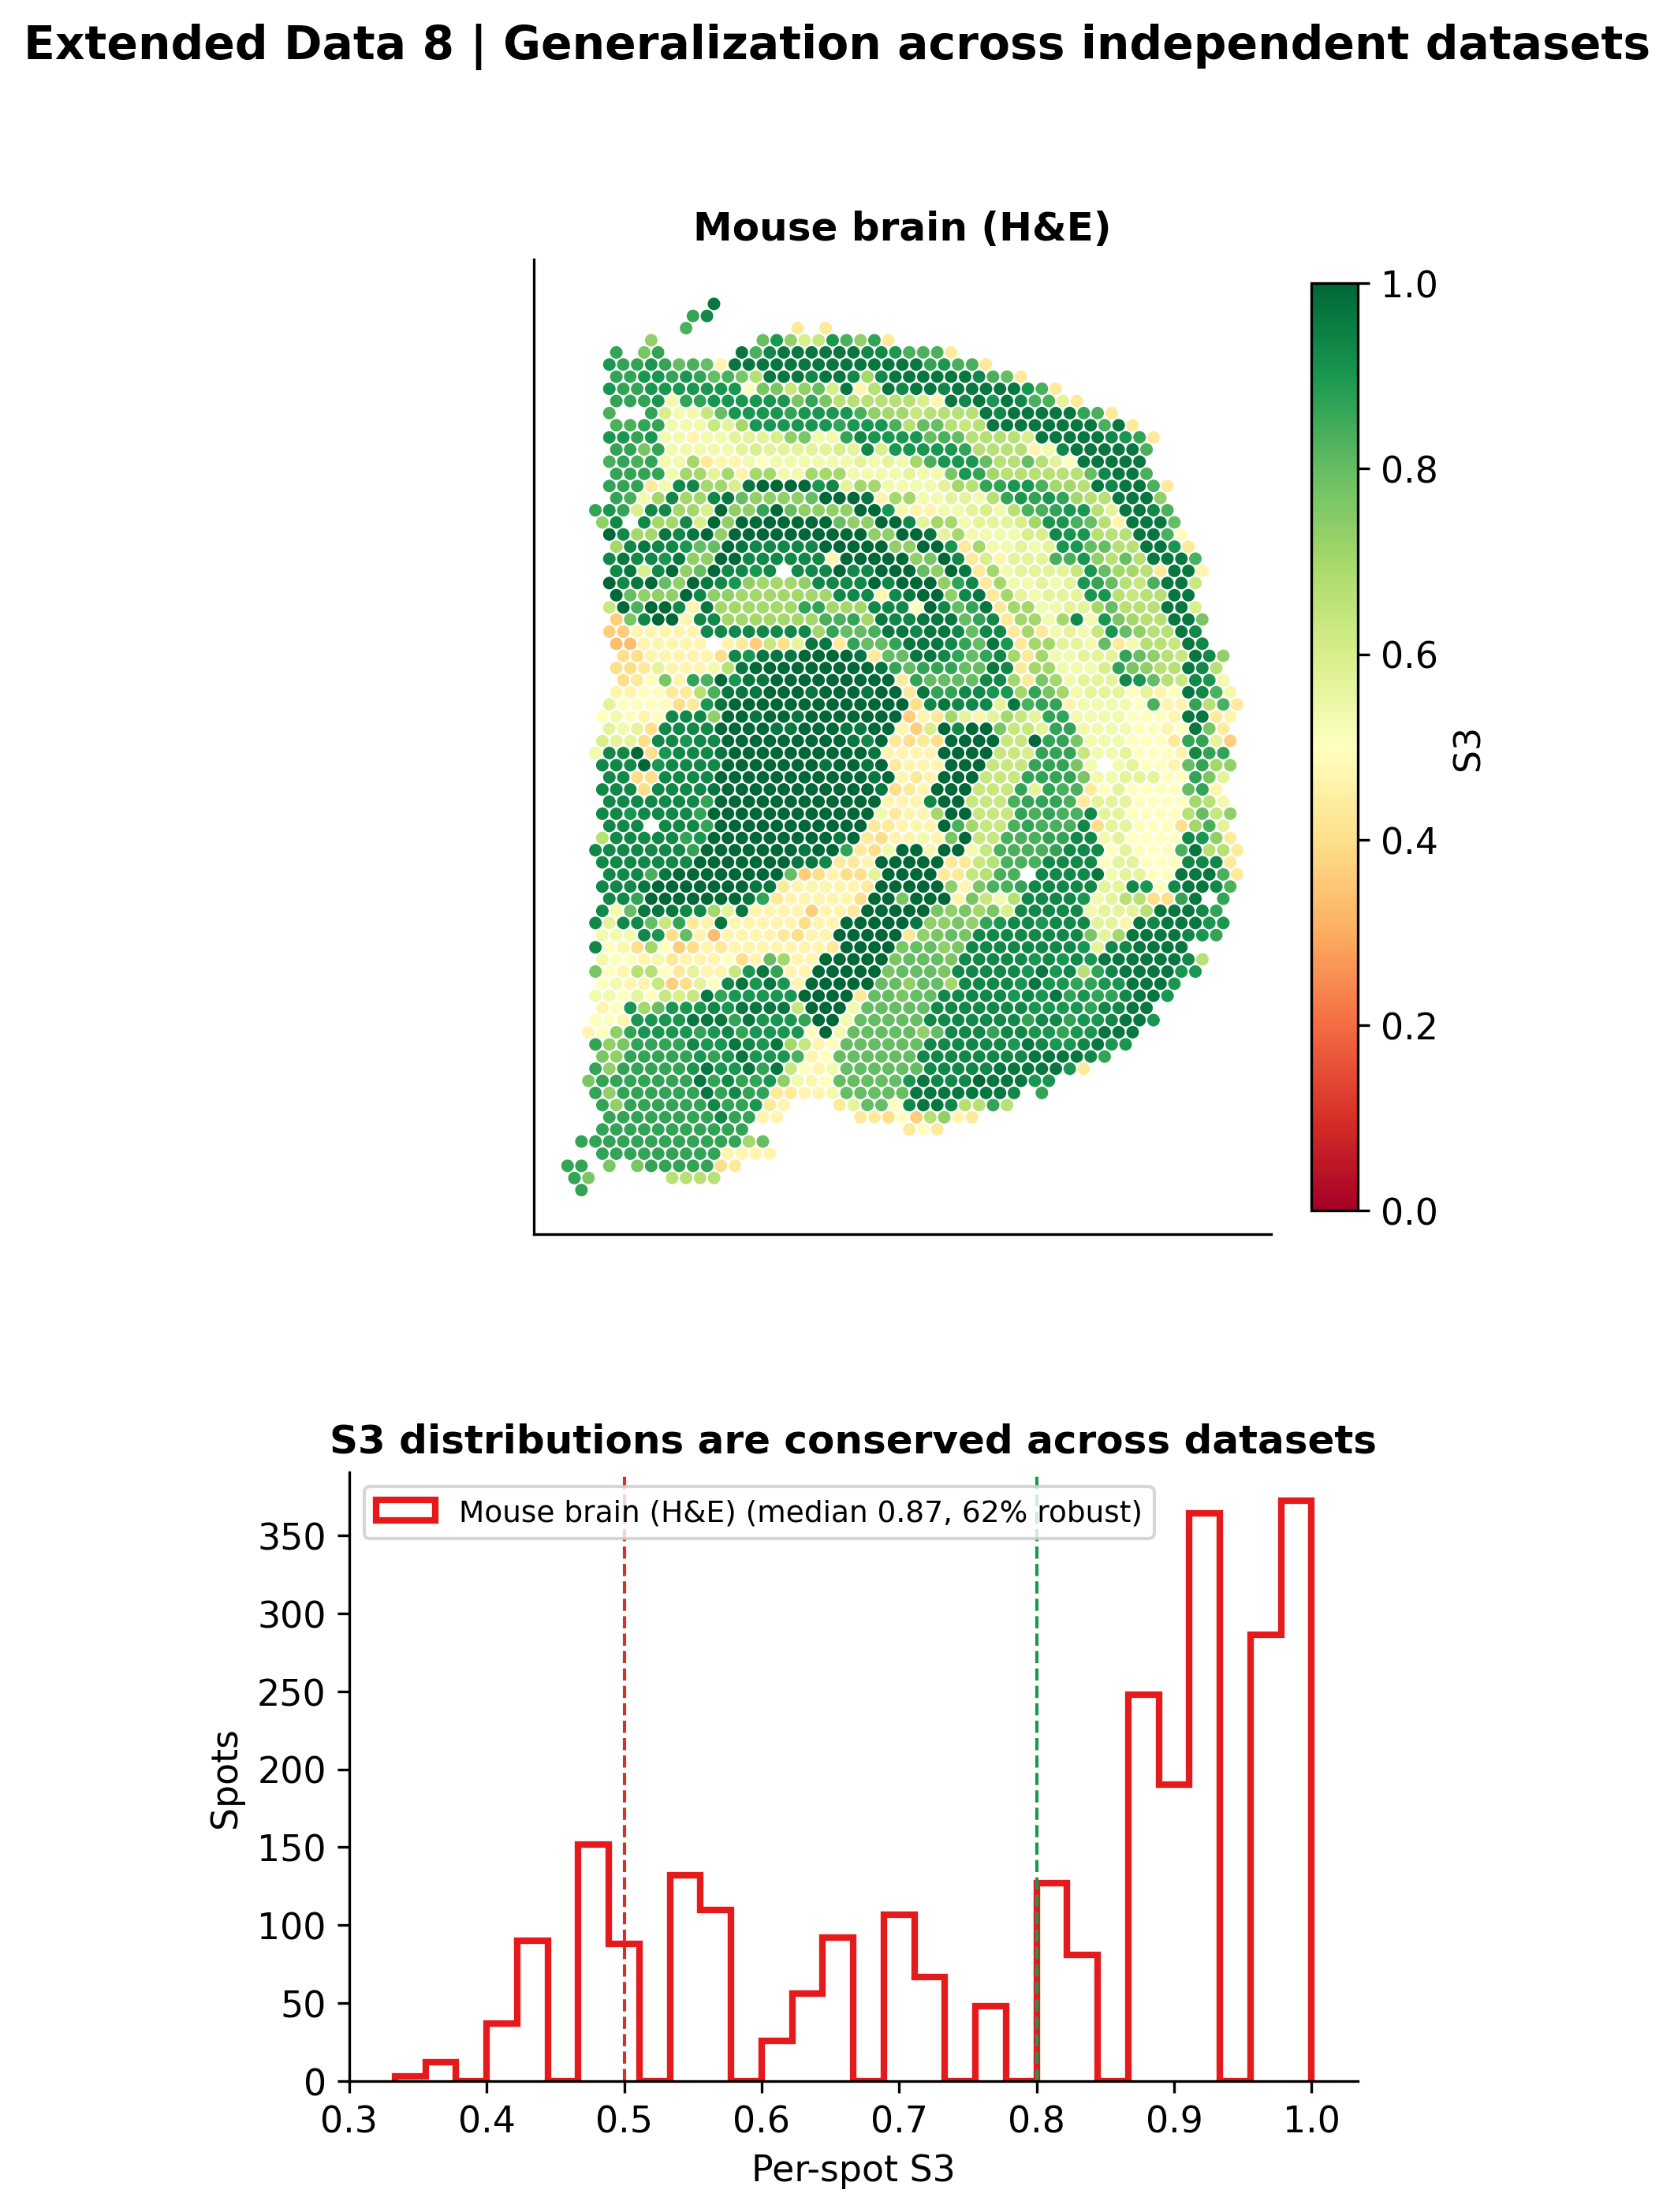 Extended Data 8 | Generalization across independent datasets
Mouse brain (H&E)
1.0
0.8
0.6
0.4
0.2
0.0
S3
S3 distributions are conserved across datasets
Mouse brain (H&E) (median 0.87, 62% robust)
350
300
250
200
150
100
50
0
Spots
0.3 0.4 0.5 0.6 0.7 0.8 0.9 1.0
Per-spot S3